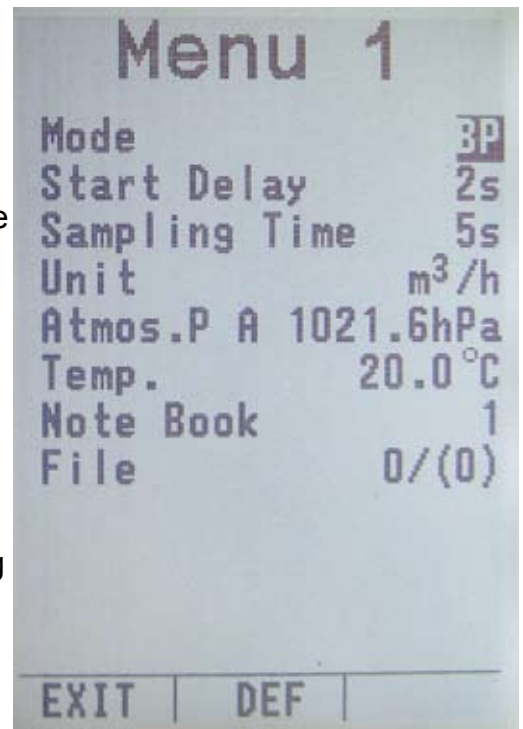 Menu 1
Mode BP
Start Delay 2s
e
Sampling Time 5s
Unit m³/h
Atmos.P A 1021.6hPa
Temp. 20.0°C
Note Book 1
File 0/(0)
g
EXIT | DEF |